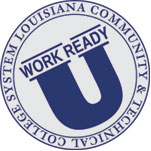 LOUISIANA COMMUNITY & TECHNICAL COLLEGE SYSTEM
WORK READY
U